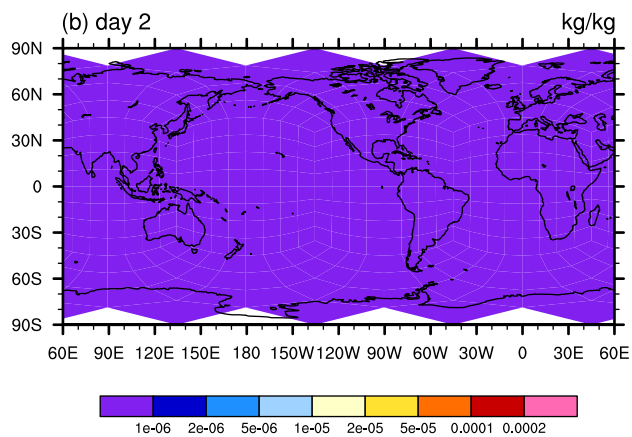 (b) day 2 kg/kg
90N
60N
30N
0
30S
60S
90S
60E 90E 120E 150E 180 150W 120W 90W 60W 30W 0 30E 60E
1e-06 2e-06 5e-06 1e-05 2e-05 5e-05 0.0001 0.0002